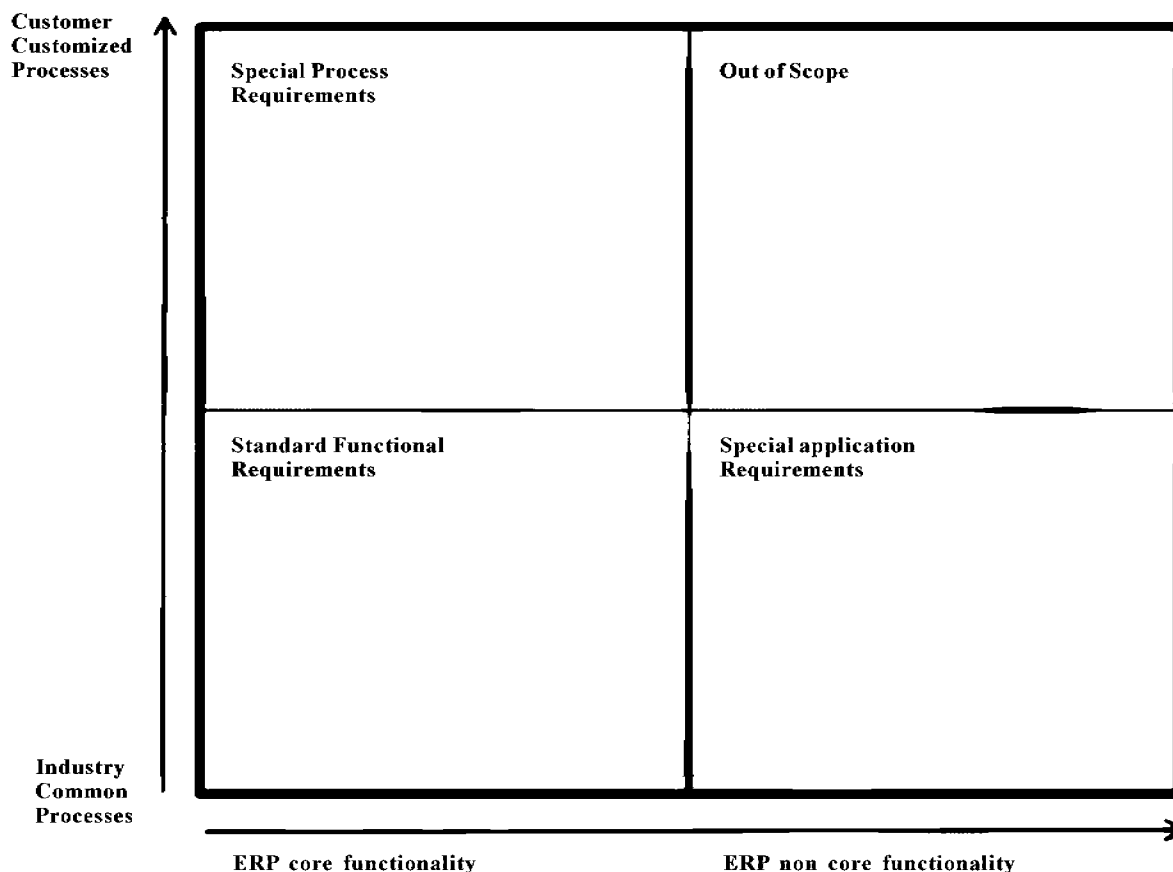 Customer
Customized
Processes
Special Process
Requirements
Out of Scope
Standard Functional
Requirements
Special application
Requirements
Industry
Common
Processes
ERP core functionality
ERP non core functionality